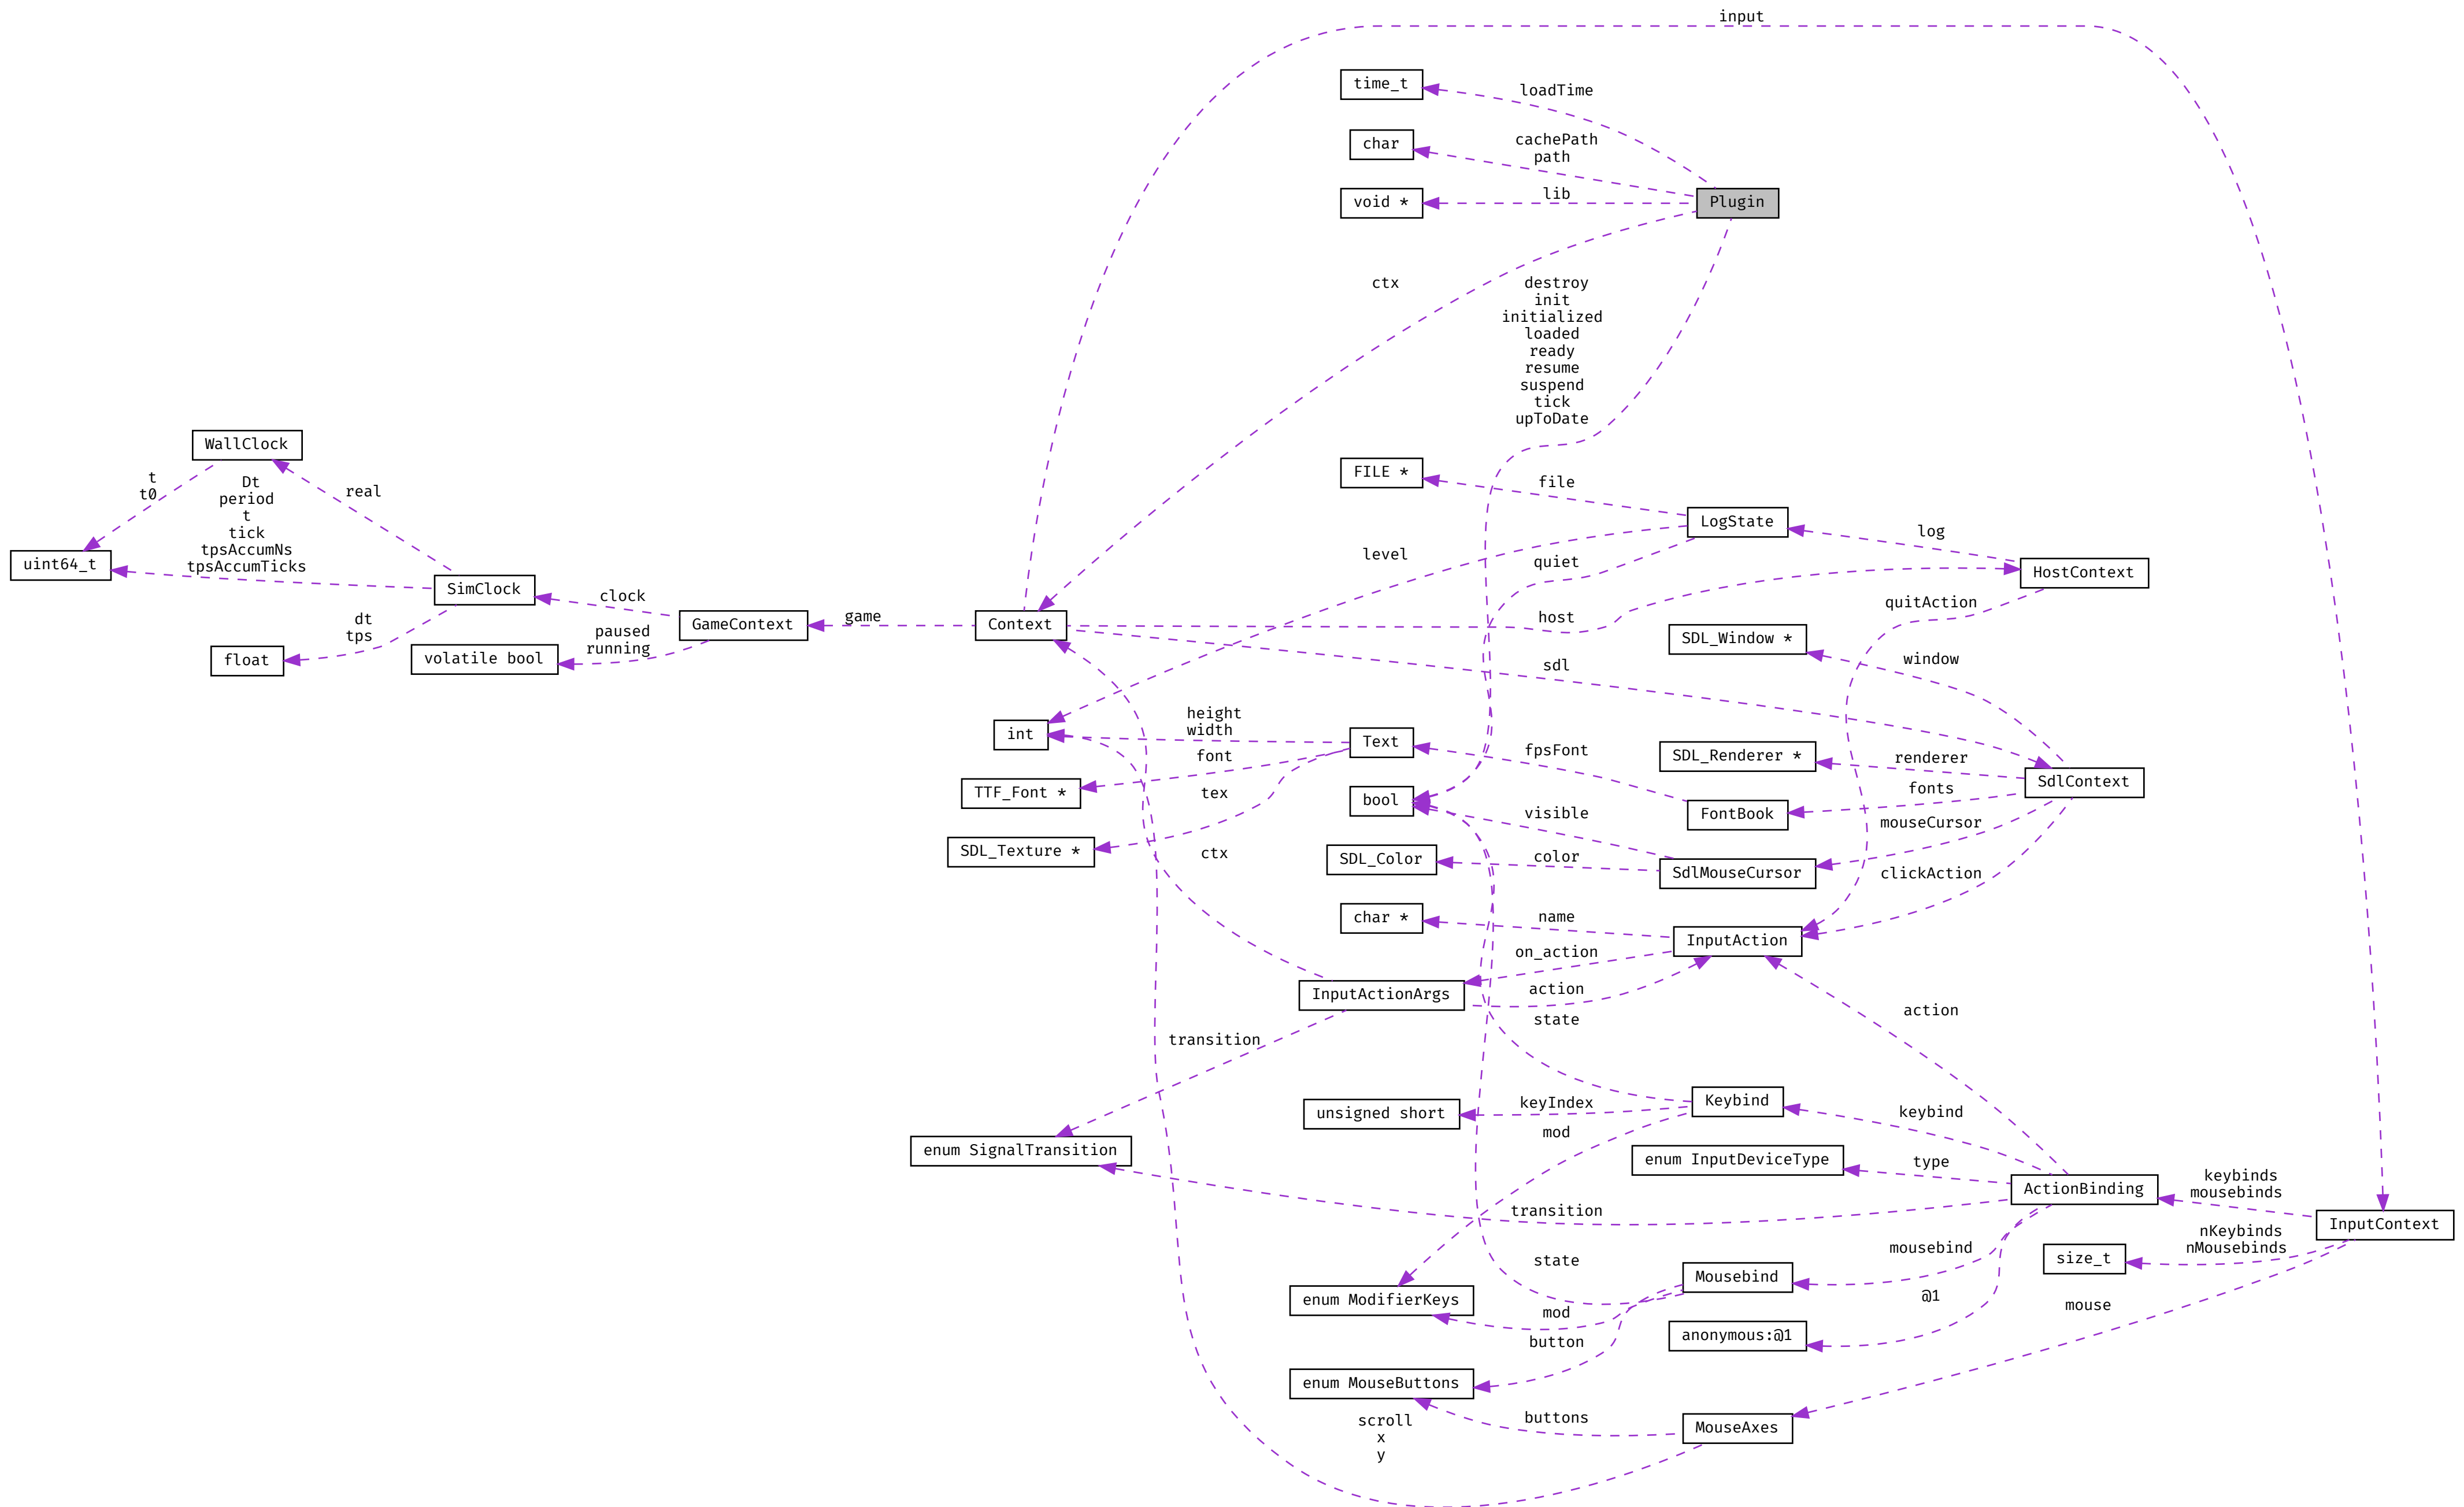 input
time_t
loadTime
char
cachePath
path
void *
lib
Plugin
ctx
destroy
init
initialized
loaded
ready
resume
suspend
tick
upToDate
WallClock
t
t0
Dt
period
t
tick
tpsAccumNs
tpsAccumTicks
real
uint64_t
SimClock
dt
tps
float
clock
paused
running
volatile bool
GameContext
game
Context
FILE *
file
LogState
log
HostContext
level
quiet
host
quitAction
sdl
SDL_Window *
window
int
height
width
Text
fpsFont
SDL_Renderer *
renderer
SdlContext
font
TTF_Font *
tex
bool
FontBook
fonts
visible
mouseCursor
SDL_Texture *
ctx
SDL_Color
color
SdlMouseCursor
clickAction
char *
name
InputAction
on_action
InputActionArgs
action
state
action
transition
Keybind
keybind
unsigned short
keyIndex
mod
enum SignalTransition
enum InputDeviceType
type
ActionBinding
keybinds
mousebinds
transition
InputContext
nKeybinds
nMousebinds
size_t
mousebind
state
Mousebind
enum ModifierKeys
mod
@1
mouse
button
anonymous:@1
enum MouseButtons
scroll
x
y
buttons
MouseAxes